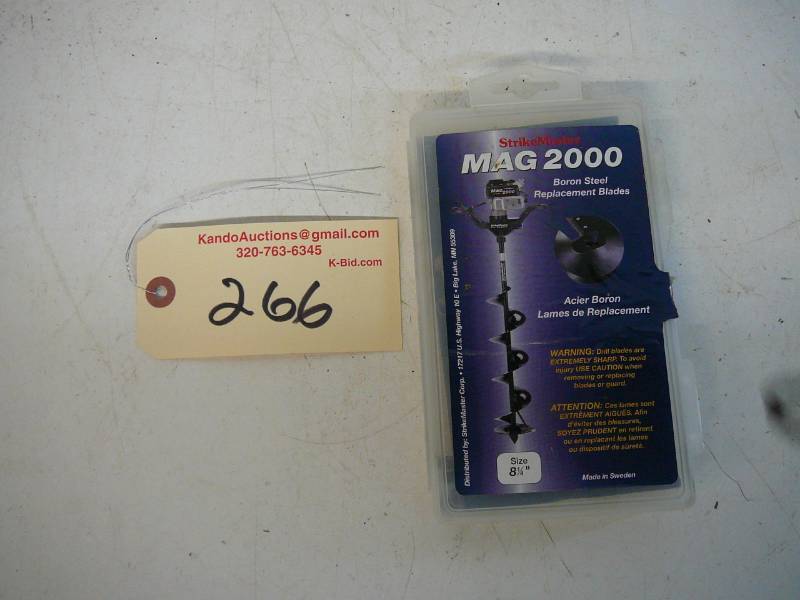 KandoAuctions@gmail.com
320-763-6345
K-Bid.com
266
StrikeMaster
MAG 2000
Boron Steel
Replacement Blades
MAG
2000
Acier Boron
Lames de Replacement
WARNING: Drill blades are
EXTREMELY SHARP. To avoid
injury USE CAUTION when
removing or replacing
blades or guard.
ATTENTION: Ces lames sont
EXTRÊMENT AIGUËS. Afin
d'éviter des blessures,
SOYEZ PRUDENT en retirent
ou en replacant les lames
ou dispositif de sûreté.
Size
8¼"
Made in Sweden
Distributed by: StrikeMaster Corp. • 17217 U.S. Highway 10 E • Big Lake, MN 55309